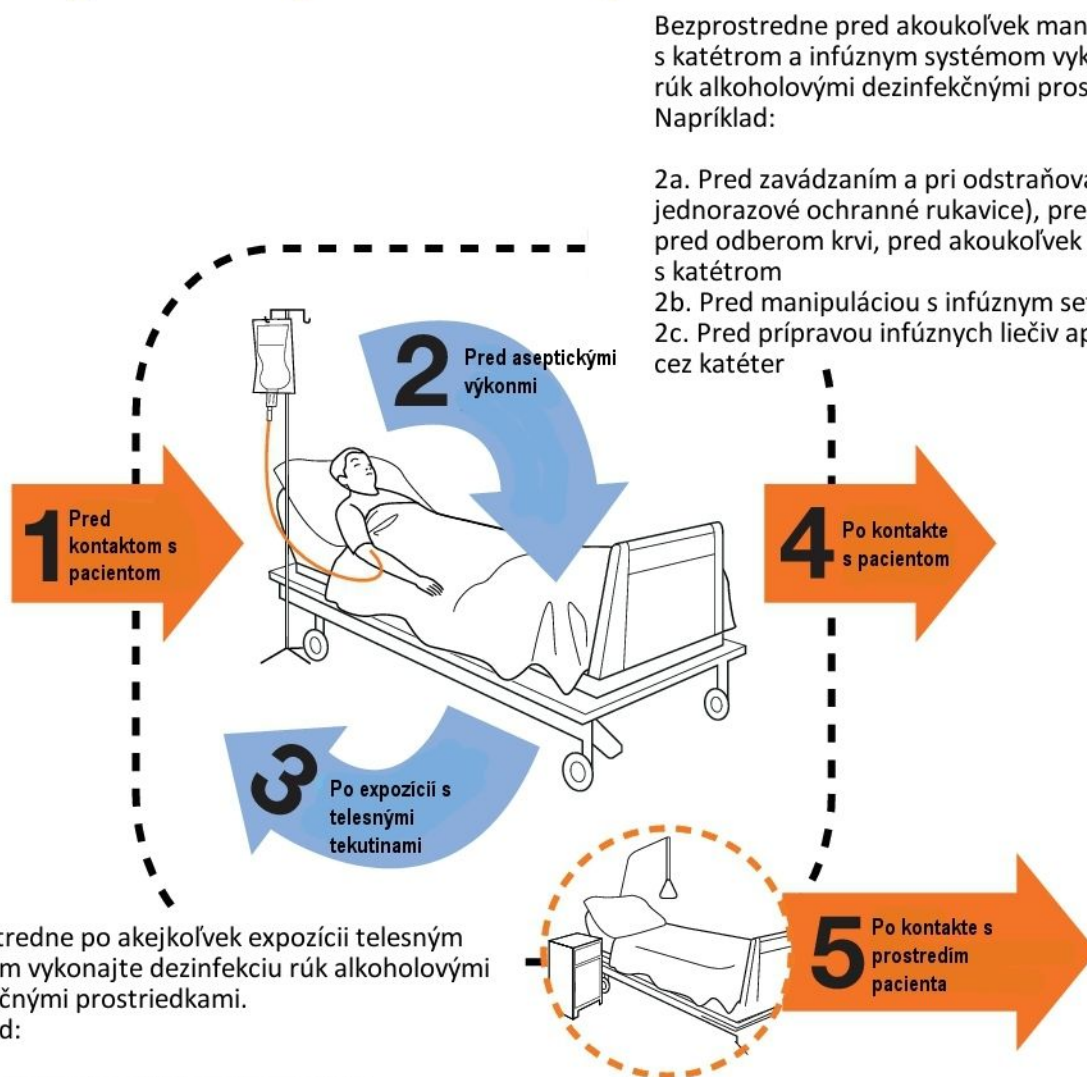 Bezprostredne pred akoukoľvek man
s katétrom a infúznym systémom vyk
rúk alkoholovými dezinfekčnými pros
Napríklad:
2a. Pred zavádzaním a pri odstraňova
jednorazové ochranné rukavice), pre
pred odberom krvi, pred akoukoľvek
s katétrom
2b. Pred manipuláciou s infúznym se
2c. Pred prípravou infúznych liečiv ap
cez katéter
2 Pred aseptickými
výkonmi
1 Pred
kontaktom s
pacientom
4 Po kontakte
s pacientom
3 Po expozícií s
telesnými
tekutinami
tredne po akejkoľvek expozícii telesným
m vykonajte dezinfekciu rúk alkoholovými
čnými prostriedkami.
d:
5 Po kontakte s
prostredím
pacienta